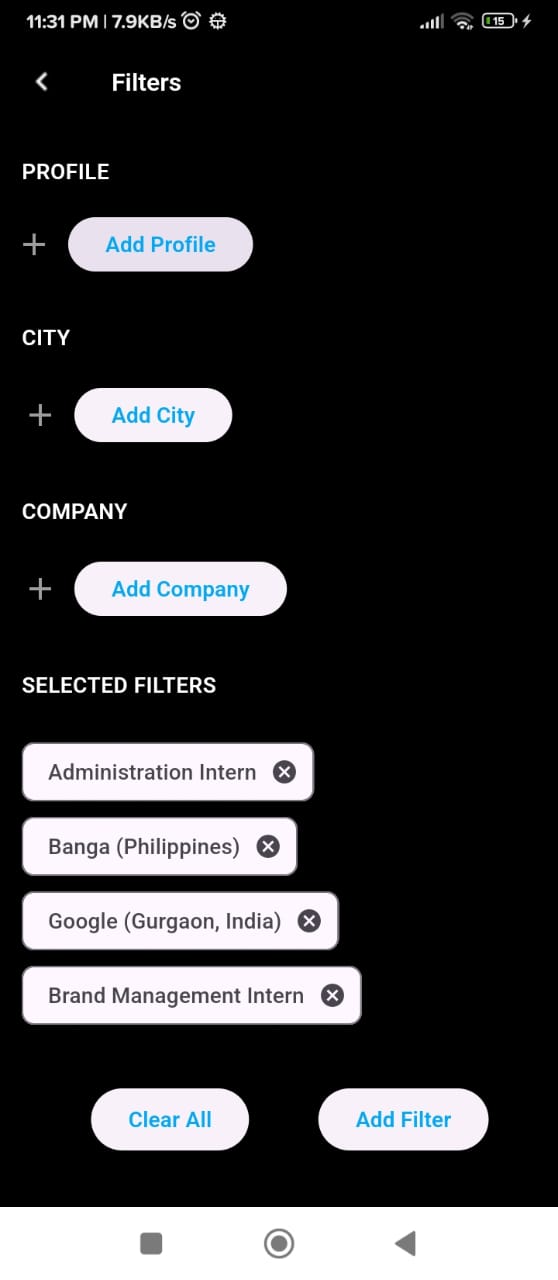 11:31 PM | 7.9KB/s 15
Filters
PROFILE
Add Profile
CITY
Add City
COMPANY
Add Company
SELECTED FILTERS
Administration Intern
Banga (Philippines)
Google (Gurgaon, India)
Brand Management Intern
Clear All Add Filter